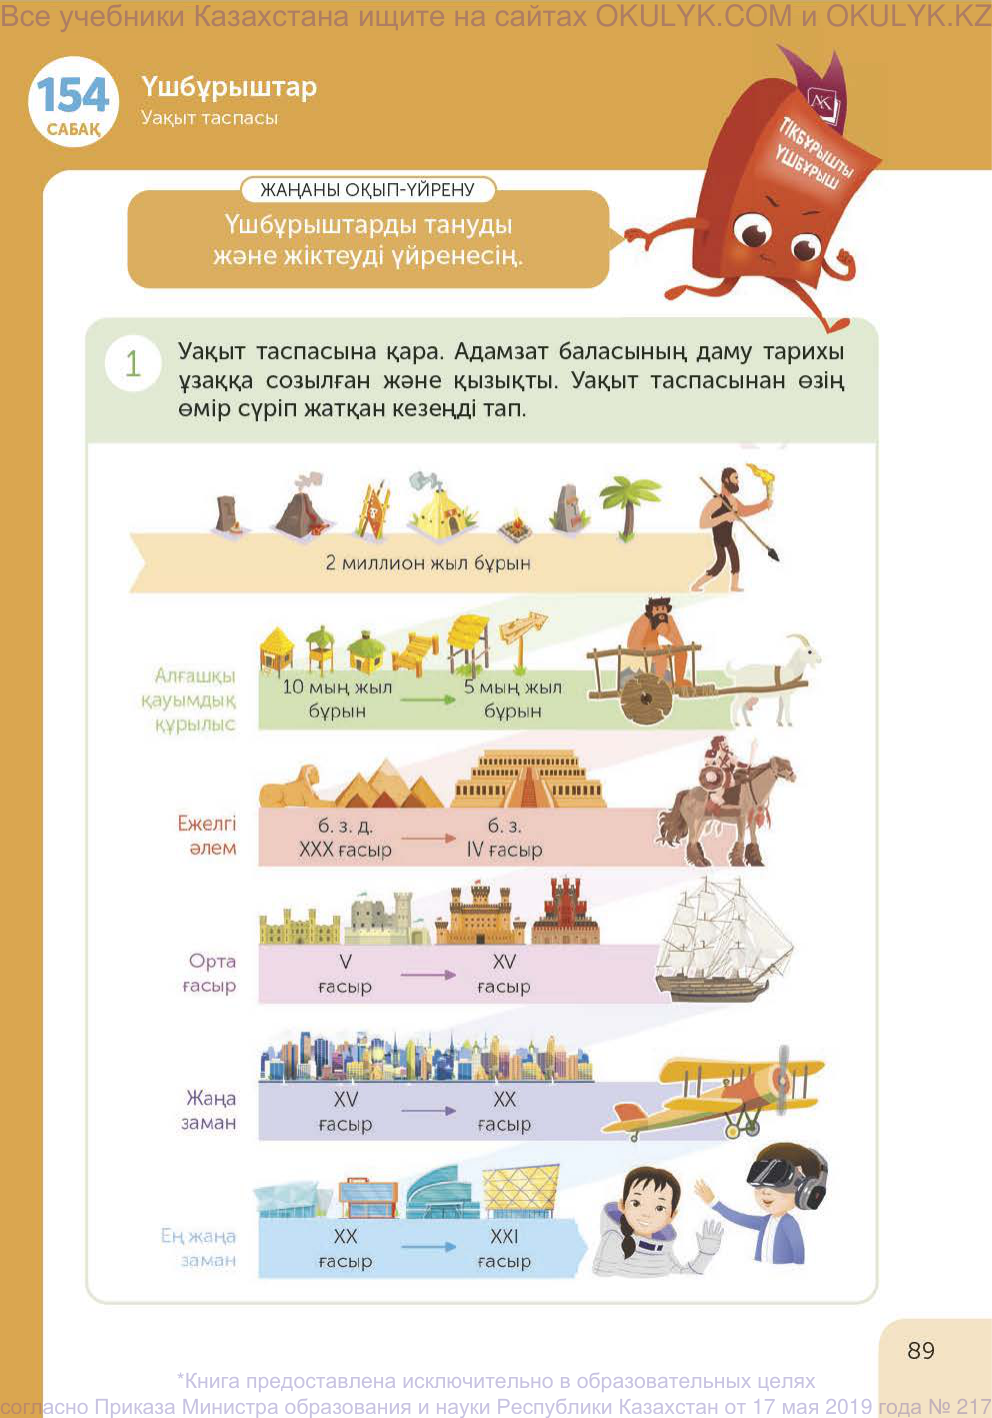 Все учебники Казахстана ищите на сайтах OKULYK.COM и OKULYK.KZ
154
САБАҚ
Үшбұрыштар
Уақыт таспасы
ТІКБҰРЫШТЫ
ҮШБҰРЫШ
ЖАҢАНЫ ОҚЫП-ҮЙРЕНУ
Үшбұрыштарды тануды
және жіктеуді үйренесің.
1
Уақыт таспасына қара. Адамзат баласының даму тарихы
ұзаққа созылған және қызықты. Уақыт таспасынан өзің
өмір сүріп жатқан кезеңді тап.
2 миллион жыл бұрын
Алғашқы
қауымдық
құрылыс
10 мың жыл
бұрын
5 мың жыл
бұрын
Ежелгі
әлем
б. з. д.
XXX ғасыр
б. з.
IV ғасыр
Орта
ғасыр
V
ғасыр
XV
ғасыр
Жаңа
заман
XV
ғасыр
XX
ғасыр
Ең жаңа
заман
XX
ғасыр
XXI
ғасыр
89
*Книга предоставлена исключительно в образовательных целях
согласно Приказа Министра образования и науки Республики Казахстан от 17 мая 2019 года № 217